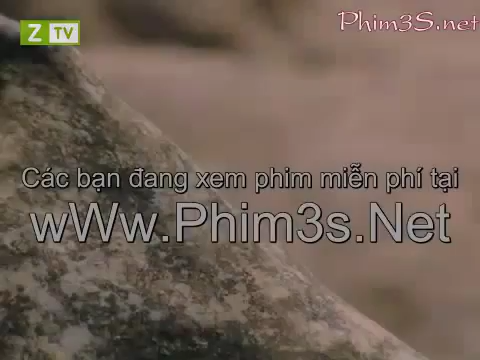 Z TV
Phim3S.net
Các bạn đang xem phim miễn phí tại
wWw.Phim3s.Net